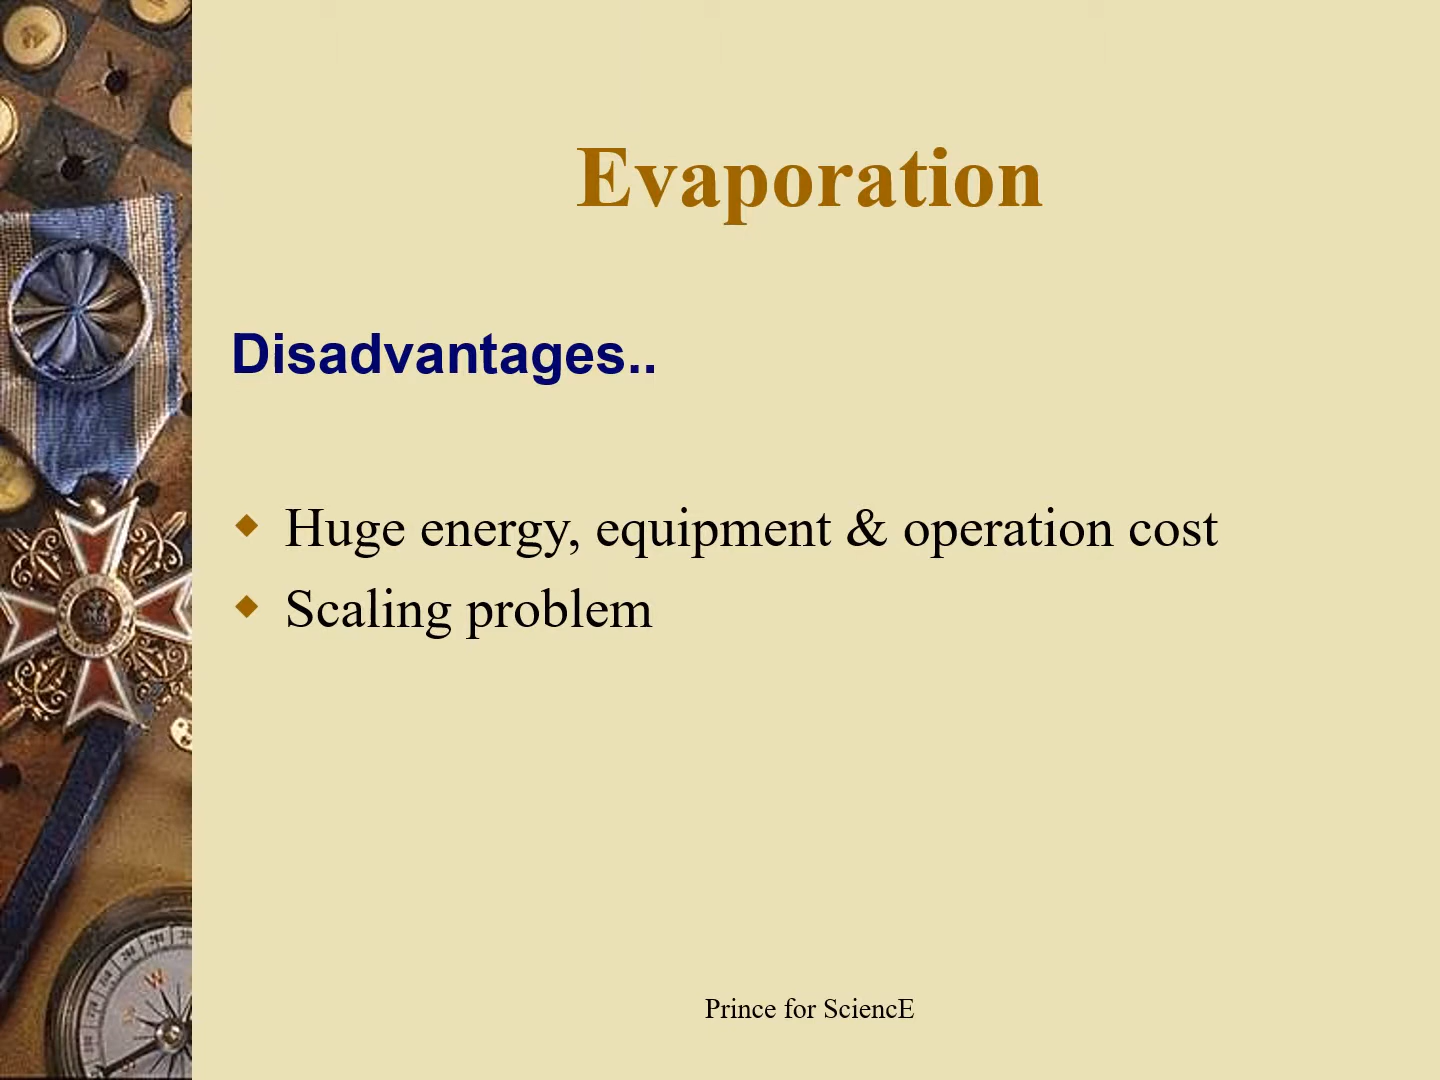 Evaporation
Disadvantages..
Huge energy, equipment & operation cost
Scaling problem
Prince for SciencE
W